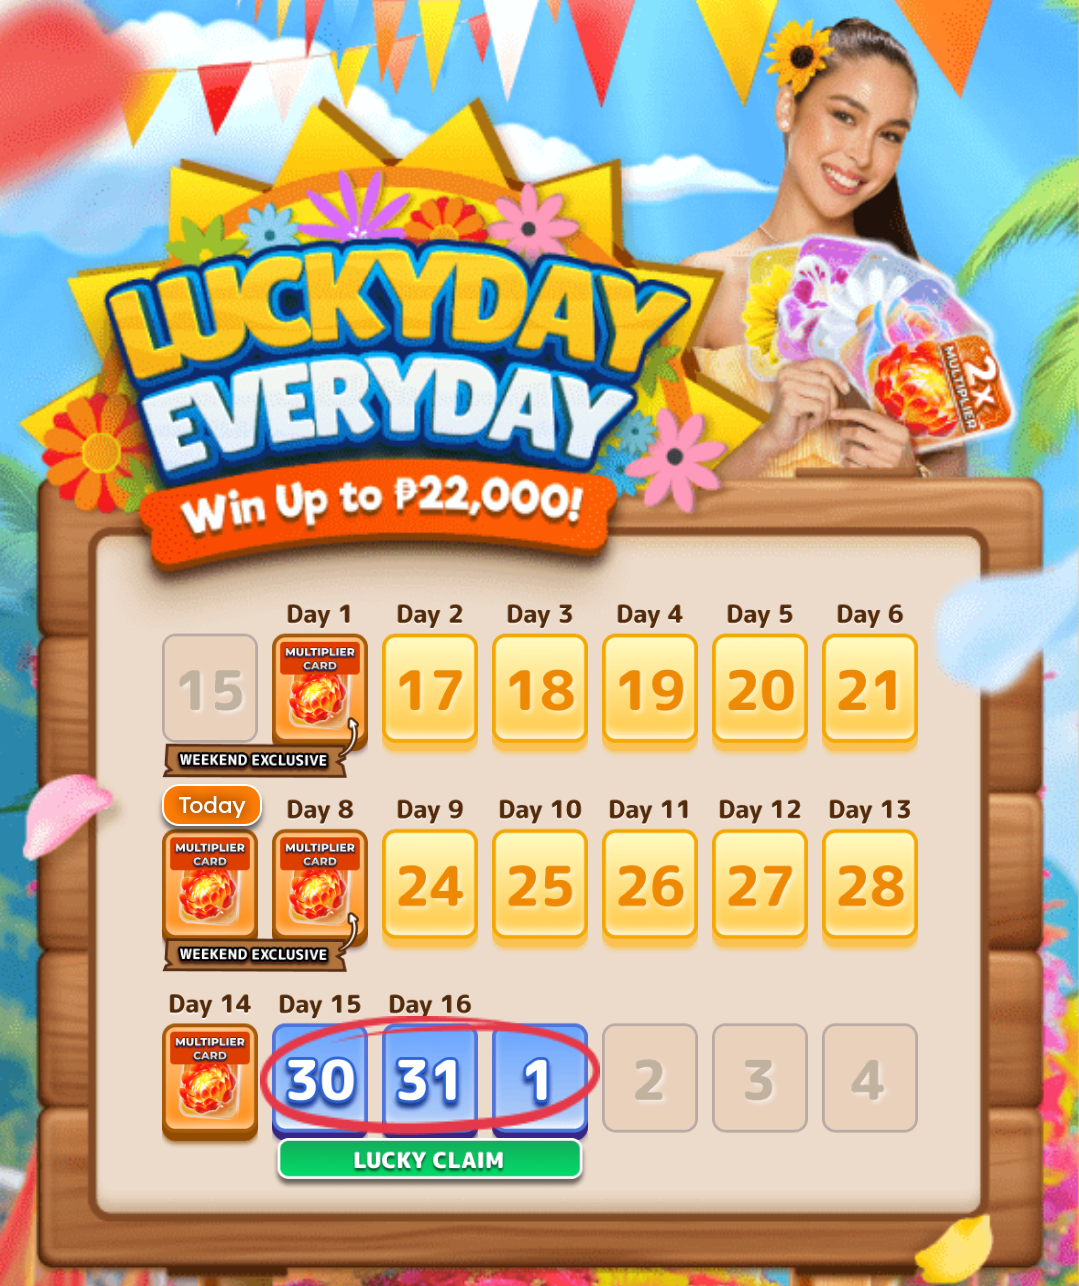 LUCKYDAY
EVERYDAY
Win Up to ₱22,000!
2X
MULTIPLIER
Day 1 Day 2 Day 3 Day 4 Day 5 Day 6
15 MULTIPLIER CARD 17 18 19 20 21
WEEKEND EXCLUSIVE
Today Day 8 Day 9 Day 10 Day 11 Day 12 Day 13
MULTIPLIER CARD MULTIPLIER CARD 24 25 26 27 28
WEEKEND EXCLUSIVE
Day 14 Day 15 Day 16
MULTIPLIER CARD 30 31 1 2 3 4
LUCKY CLAIM